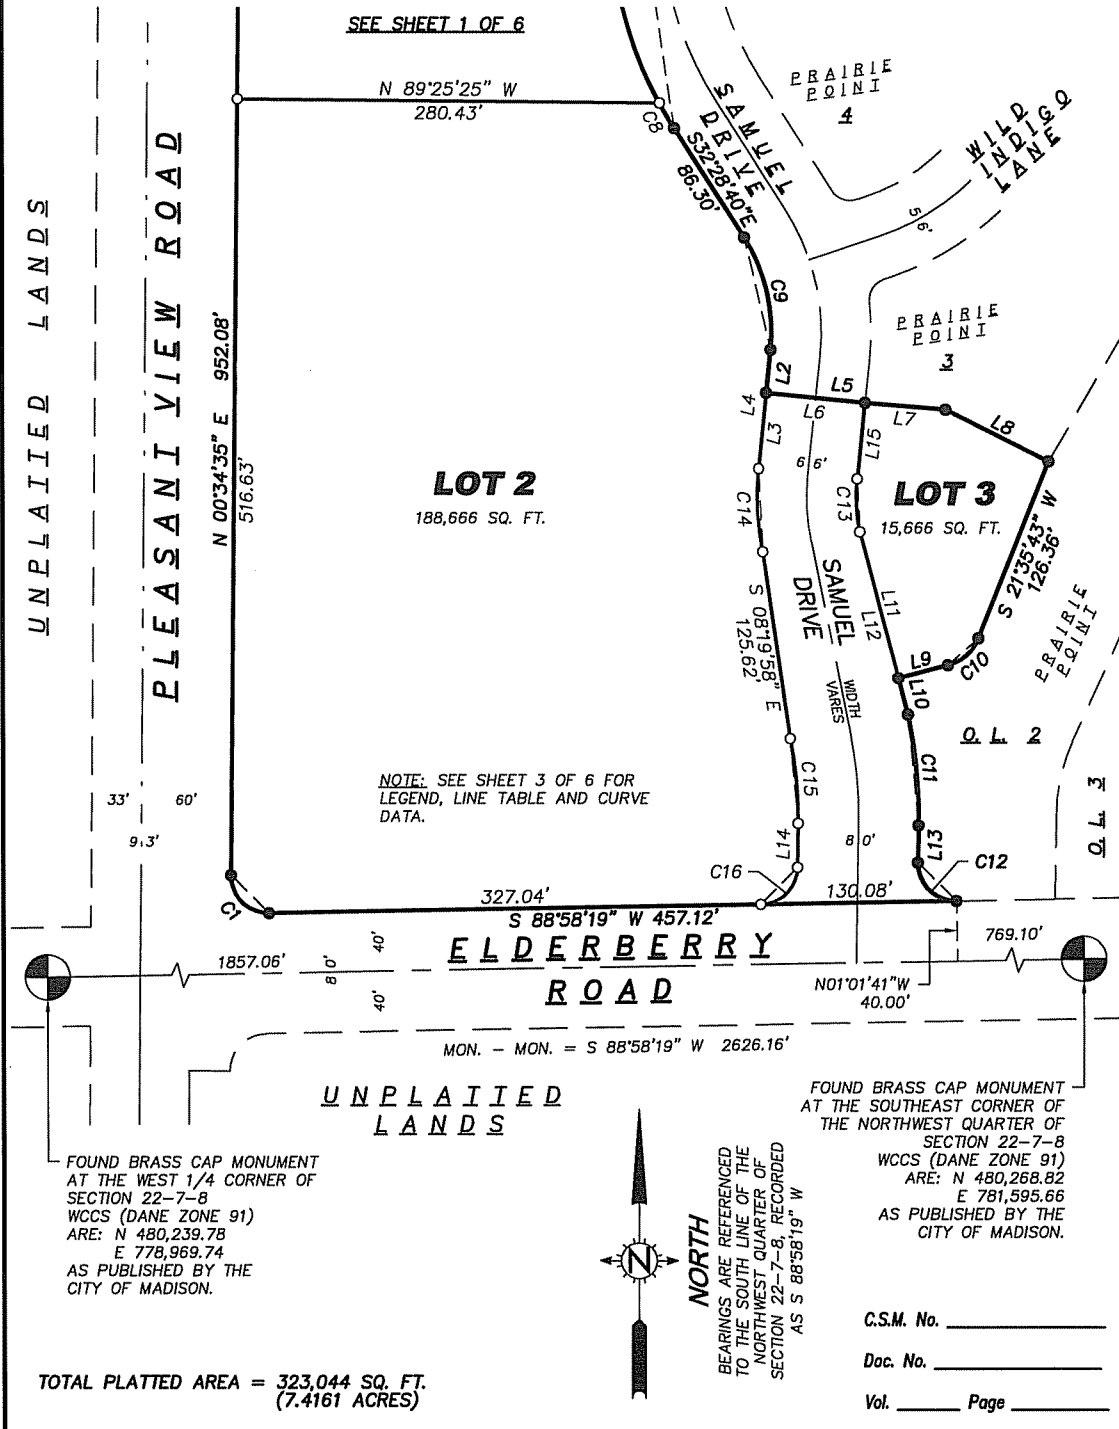 SEE SHEET 1 OF 6
N 89°25'25" W
280.43'
C8
S32°28'40"E
86.30'
SAMUEL
DRIVE
PRAIRIE
POINT
4
WILD
INDIGO
LANE
56'
UNPLATTED LANDS
PLEASANT VIEW ROAD
N 00°34'35" E 952.08'
516.63'
C9
PRAIRIE
POINT
3
L2
L4
L3
L5
L6
L7
L8
L15
66'
LOT 2
188,666 SQ. FT.
LOT 3
15,666 SQ. FT.
C14
C13
S 21°35'43" W
126.36'
SAMUEL
DRIVE
L11
L12
S 08°19'58" E
125.62'
PRAIRIE
POINT
L9
C10
L10
WIDTH
VARES
O. L. 2
C15
C11
NOTE: SEE SHEET 3 OF 6 FOR
LEGEND, LINE TABLE AND CURVE
DATA.
33'
60'
93'
80'
O. L. 3
L14
L13
C16
C12
C1
327.04'
130.08'
S 88°58'19" W 457.12'
ELDERBERRY
ROAD
1857.06'
40'
80'
40'
769.10'
N01°01'41"W
40.00'
MON. - MON. = S 88°58'19" W 2626.16'
UNPLATTED
LANDS
FOUND BRASS CAP MONUMENT
AT THE WEST 1/4 CORNER OF
SECTION 22-7-8
WCCS (DANE ZONE 91)
ARE: N 480,239.78
E 778,969.74
AS PUBLISHED BY THE
CITY OF MADISON.
FOUND BRASS CAP MONUMENT
AT THE SOUTHEAST CORNER OF
THE NORTHWEST QUARTER OF
SECTION 22-7-8
WCCS (DANE ZONE 91)
ARE: N 480,268.82
E 781,595.66
AS PUBLISHED BY THE
CITY OF MADISON.
N
NORTH
BEARINGS ARE REFERENCED
TO THE SOUTH LINE OF THE
NORTHWEST QUARTER OF
SECTION 22-7-8, RECORDED
AS S 88°58'19" W
TOTAL PLATTED AREA = 323,044 SQ. FT.
(7.4161 ACRES)
C.S.M. No.
Doc. No.
Vol. Page